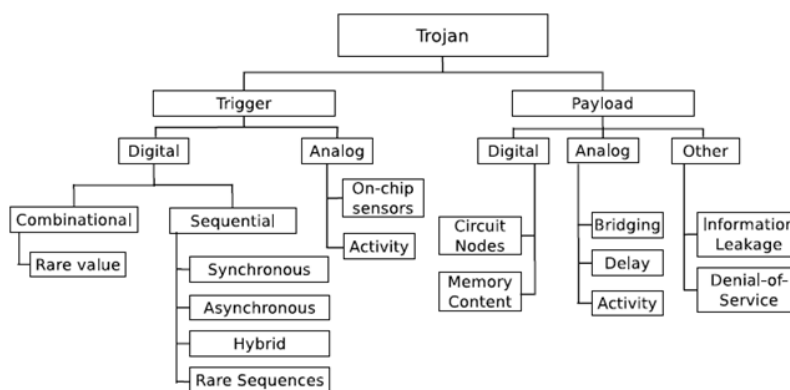 Trojan
Trigger
Payload
Digital
Analog
Digital
Analog
Other
Combinational
Sequential
On-chip
sensors
Activity
Rare value
Synchronous
Asynchronous
Hybrid
Rare Sequences
Circuit
Nodes
Memory
Content
Bridging
Delay
Activity
Information
Leakage
Denial-of-
Service